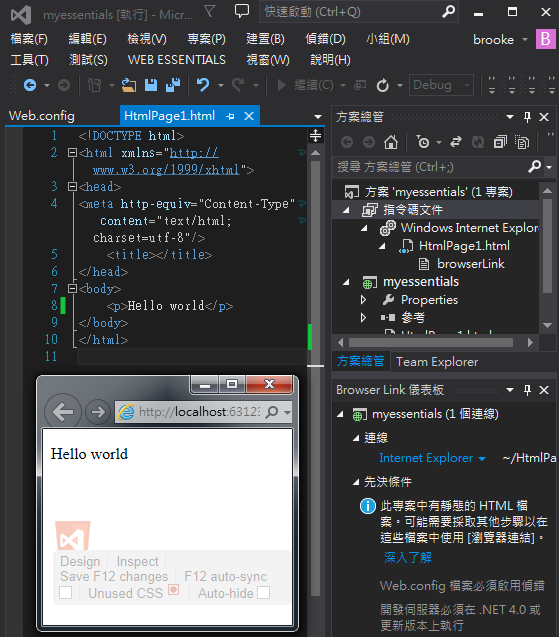 myessentials [執行] - Micr...
快速啟動 (Ctrl+Q)
檔案(F) 編輯(E) 檢視(V) 專案(P) 建置(B) 偵錯(D) 小組(M)
brooke
B
工具(T) 測試(S) WEB ESSENTIALS 視窗(W) 說明(H)
繼續(C) Debug
Web.config HtmlPage1.html
1 <!DOCTYPE html>
2 <html xmlns="http://
www.w3.org/1999/xhtml">
3 <head>
4 <meta http-equiv="Content-Type"
content="text/html;
charset=utf-8"/>
5 <title></title>
6 </head>
7 <body>
8 <p>Hello world</p>
9 </body>
10 </html>
11
方案總管
搜尋 方案總管 (Ctrl+;)
方案 'myessentials' (1 專案)
指令碼文件
Windows Internet Explor
HtmlPage1.html
browserLink
myessentials
Properties
參考
HtmlPage1.html
方案總管 Team Explorer
Browser Link 儀表板
myessentials (1 個連線)
連線
Internet Explorer ~/HtmlPa
先決條件
此專案中有靜態的 HTML 檔
案。可能需要採取其他步驟以在
這些檔案中使用 [瀏覽器連結]。
深入了解
Web.config 檔案必須啟用偵錯
開發伺服器必須在 .NET 4.0 或
更新版本上執行
http://localhost:6312
Hello world
Design Inspect
Save F12 changes F12 auto-sync
Unused CSS Auto-hide